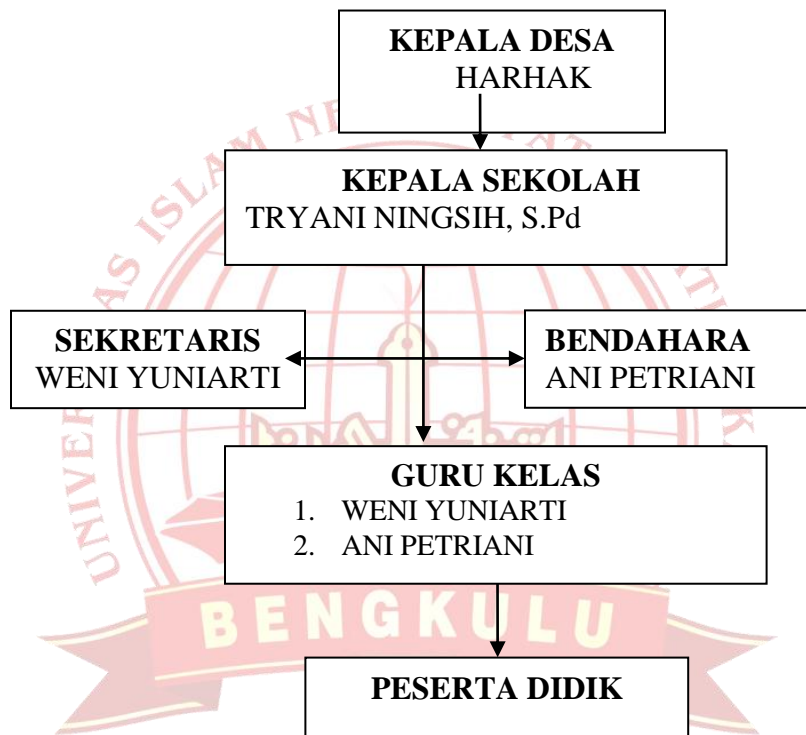 KEPALA DESA
HARHAK
KEPALA SEKOLAH
TRYANI NINGSIH, S.Pd
SEKRETARIS
WENI YUNIARTI
BENDAHARA
ANI PETRIANI
GURU KELAS
1. WENI YUNIARTI
2. ANI PETRIANI
BENGKULU
PESERTA DIDIK